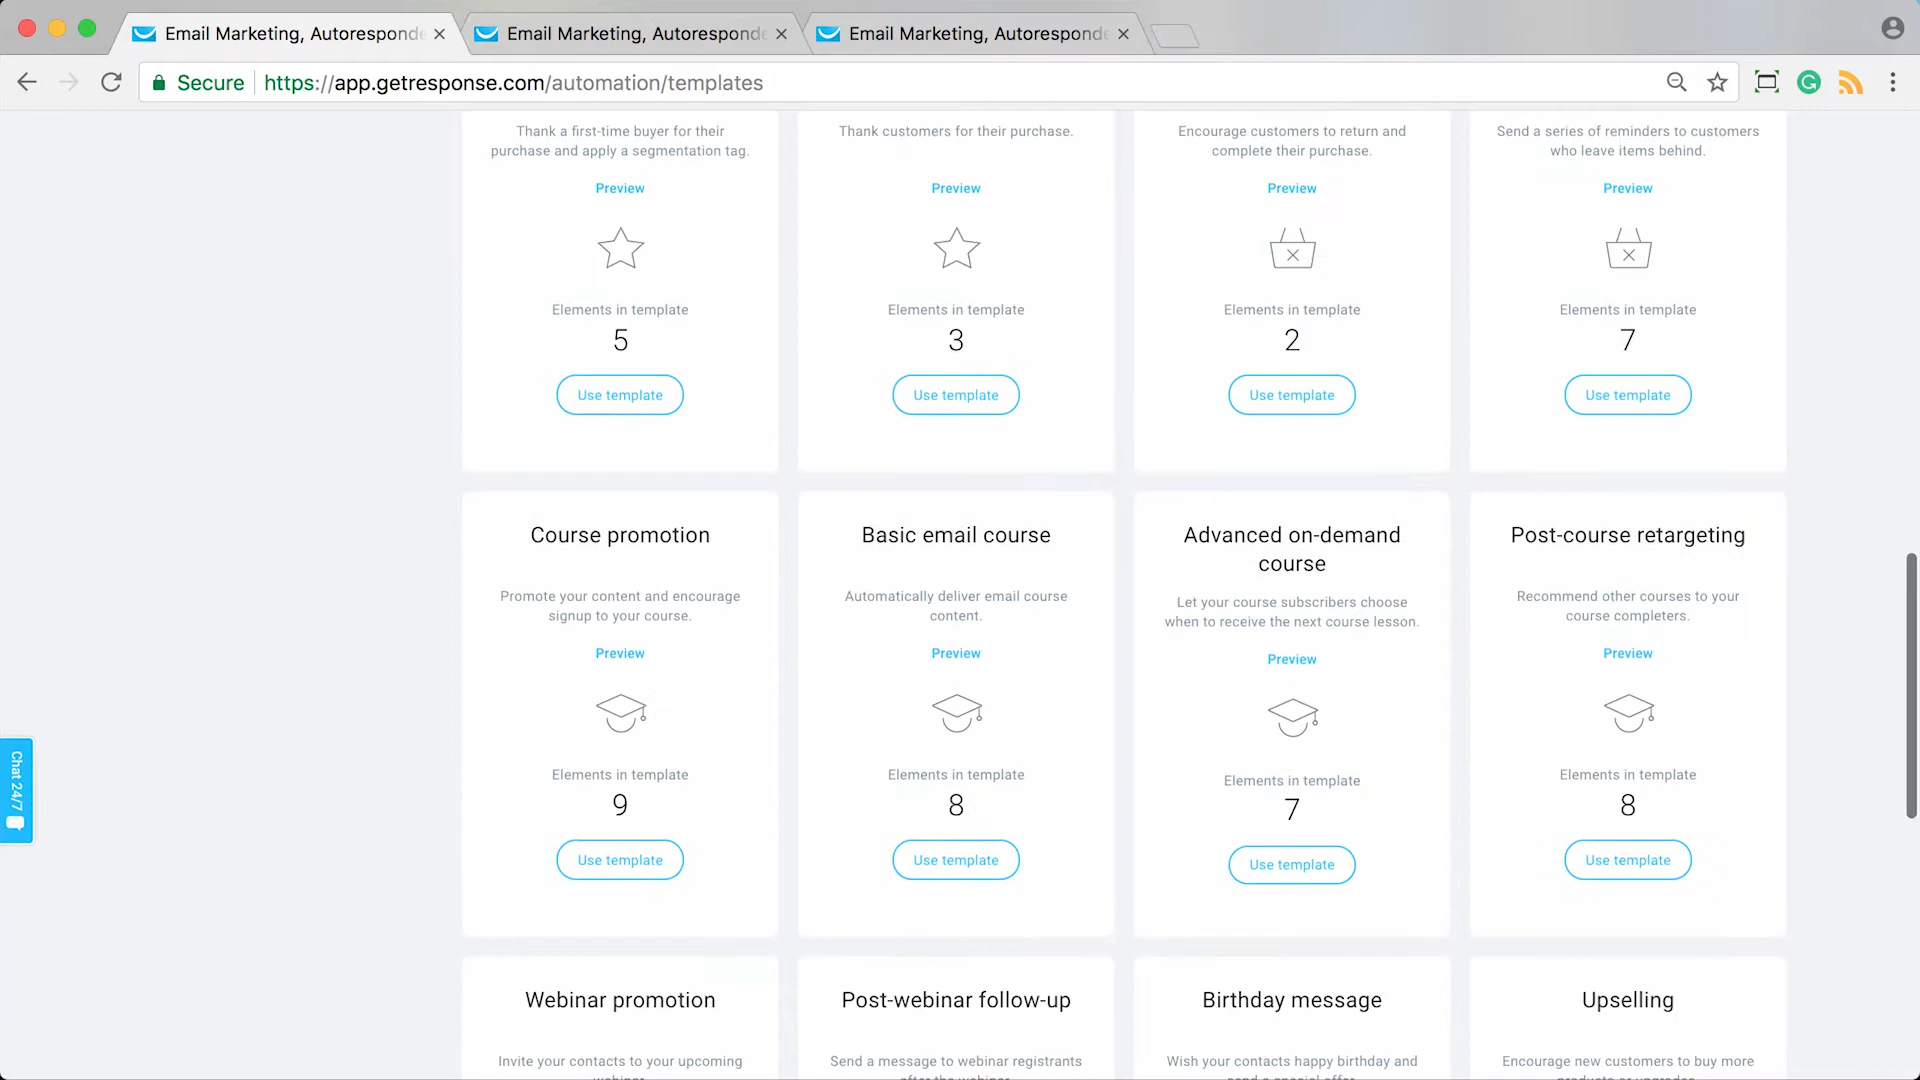 Email Marketing, Autoresponde
Email Marketing, Autoresponde
Email Marketing, Autoresponde
Secure
https://app.getresponse.com/automation/templates
Thank a first-time buyer for their
purchase and apply a segmentation tag.
Preview
Elements in template
5
Use template
Thank customers for their purchase.
Preview
Elements in template
3
Use template
Encourage customers to return and
complete their purchase.
Preview
Elements in template
2
Use template
Send a series of reminders to customers
who leave items behind.
Preview
Elements in template
7
Use template
Course promotion
Promote your content and encourage
signup to your course.
Preview
Elements in template
9
Use template
Basic email course
Automatically deliver email course
content.
Preview
Elements in template
8
Use template
Advanced on-demand
course
Let your course subscribers choose
when to receive the next course lesson.
Preview
Elements in template
7
Use template
Post-course retargeting
Recommend other courses to your
course completers.
Preview
Elements in template
8
Use template
Chat 24/7
Webinar promotion
Invite your contacts to your upcoming
Post-webinar follow-up
Send a message to webinar registrants
Birthday message
Wish your contacts happy birthday and
Upselling
Encourage new customers to buy more